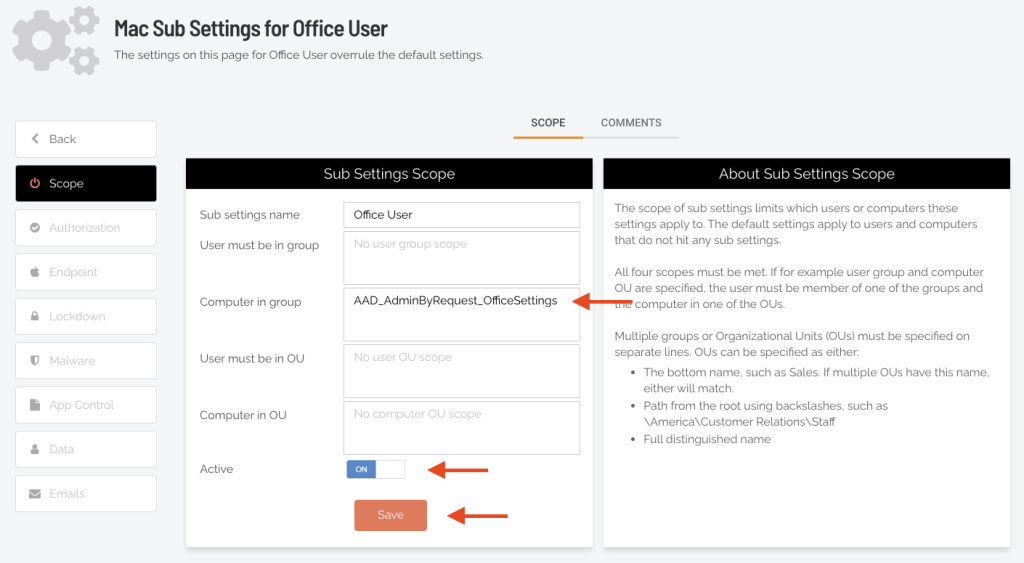 Mac Sub Settings for Office User
The settings on this page for Office User overrule the default settings.
SCOPE
COMMENTS
Back
Scope
Authorization
Endpoint
Lockdown
Malware
App Control
Data
Emails
Sub Settings Scope
Sub settings name
Office User
User must be in group
No user group scope
Computer in group
AAD_AdminByRequest_OfficeSettings
User must be in OU
No user OU scope
Computer in OU
No computer OU scope
Active
ON
Save
About Sub Settings Scope
The scope of sub settings limits which users or computers these
settings apply to. The default settings apply to users and computers
that do not hit any sub settings.
All four scopes must be met. If for example user group and computer
OU are specified, the user must be member of one of the groups and
the computer in one of the OUs.
Multiple groups or Organizational Units (OUs) must be specified on
separate lines. OUs can be specified as either:
• The bottom name, such as Sales. If multiple OUs have this name,
either will match.
• Path from the root using backslashes, such as
\America\Customer Relations\Staff
• Full distinguished name